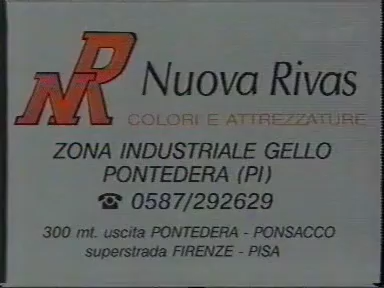 NR Nuova Rivas
COLORI E ATTREZZATURE
ZONA INDUSTRIALE GELLO
PONTEDERA (PI)
☎ 0587/292629
300 mt. uscita PONTEDERA - PONSACCO
superstrada FIRENZE - PISA